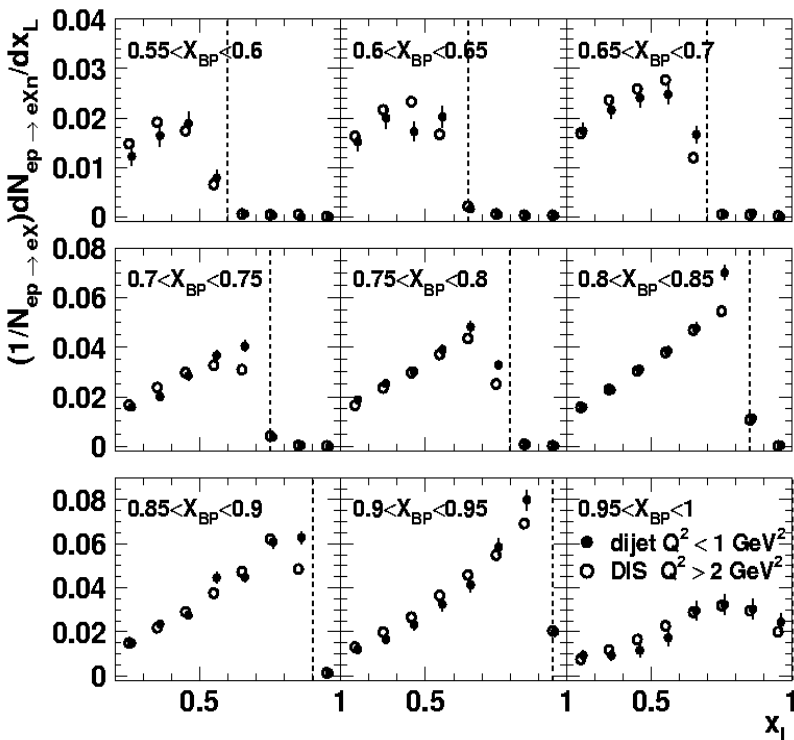 (1/N_ep → eX)dN_ep → eXn/dx_L
0.04
0.03
0.02
0.01
0
0.55<X_BP<0.6
0.6<X_BP<0.65
0.65<X_BP<0.7
0.08
0.06
0.04
0.02
0
0.7<X_BP<0.75
0.75<X_BP<0.8
0.8<X_BP<0.85
0.08
0.06
0.04
0.02
0
0.85<X_BP<0.9
0.9<X_BP<0.95
0.95<X_BP<1
dijet Q² < 1 GeV²
DIS Q² > 2 GeV²
0.5 1 0.5 1 0.5 1
X_L